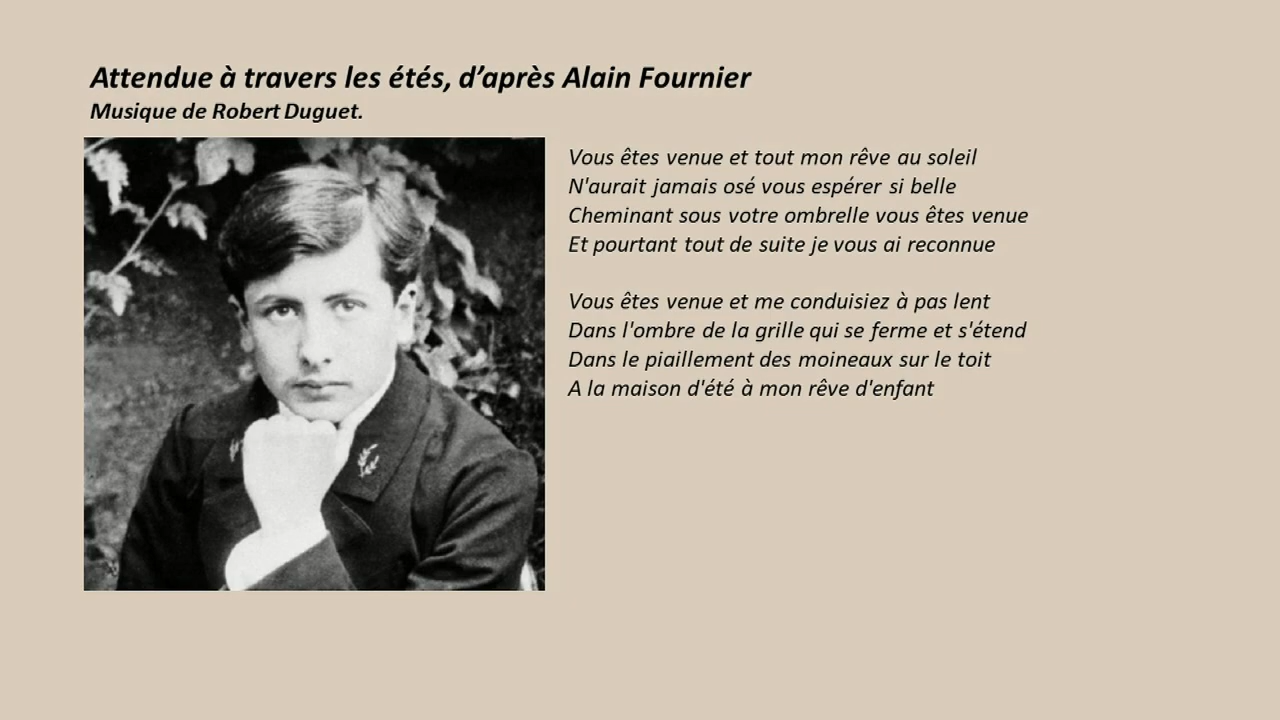 Attendue à travers les étés, d’après Alain Fournier
Musique de Robert Duguet.
Vous êtes venue et tout mon rêve au soleil
N'aurait jamais osé vous espérer si belle
Cheminant sous votre ombrelle vous êtes venue
Et pourtant tout de suite je vous ai reconnue
Vous êtes venue et me conduisiez à pas lent
Dans l'ombre de la grille qui se ferme et s'étend
Dans le piaillement des moineaux sur le toit
A la maison d'été à mon rêve d'enfant